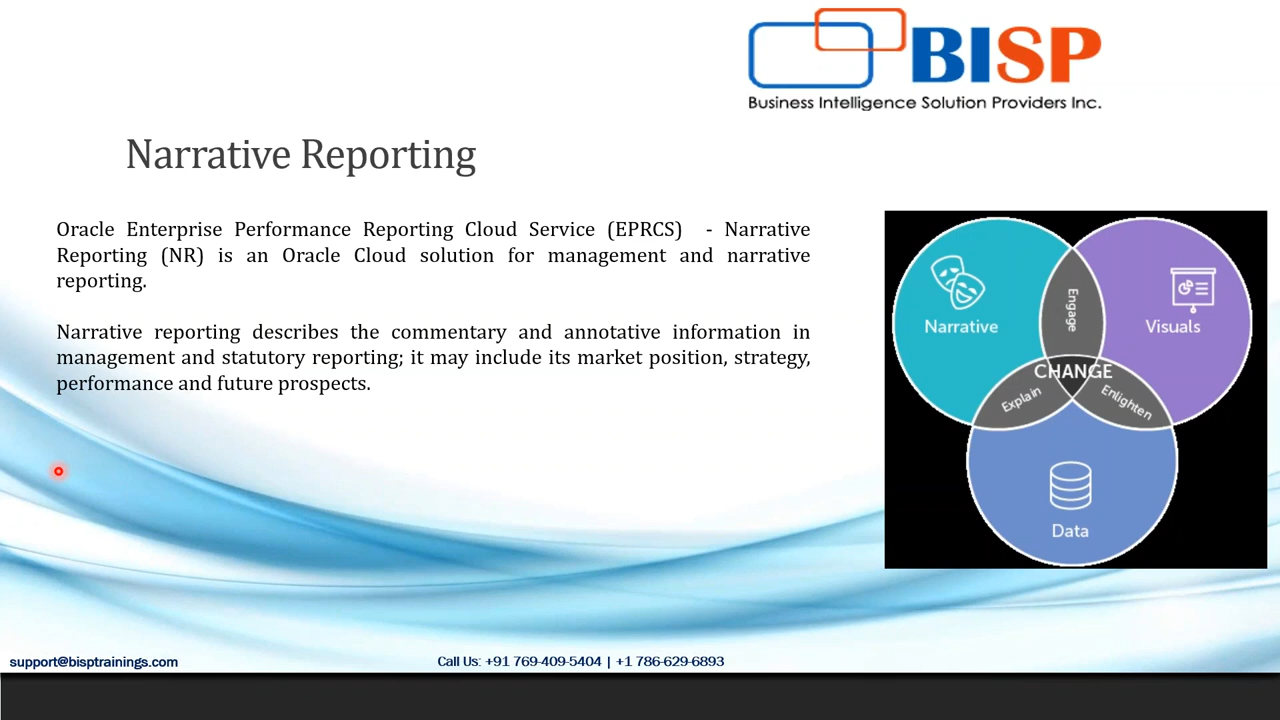 BISP
Business Intelligence Solution Providers Inc.
Narrative Reporting
Oracle Enterprise Performance Reporting Cloud Service (EPRCS) - Narrative
Reporting (NR) is an Oracle Cloud solution for management and narrative
reporting.
Narrative reporting describes the commentary and annotative information in
management and statutory reporting; it may include its market position, strategy,
performance and future prospects.
Narrative
Engage
Visuals
CHANGE
Explain
Enlighten
Data
support@bisptrainings.com
Call Us: +91 769-409-5404 | +1 786-629-6893